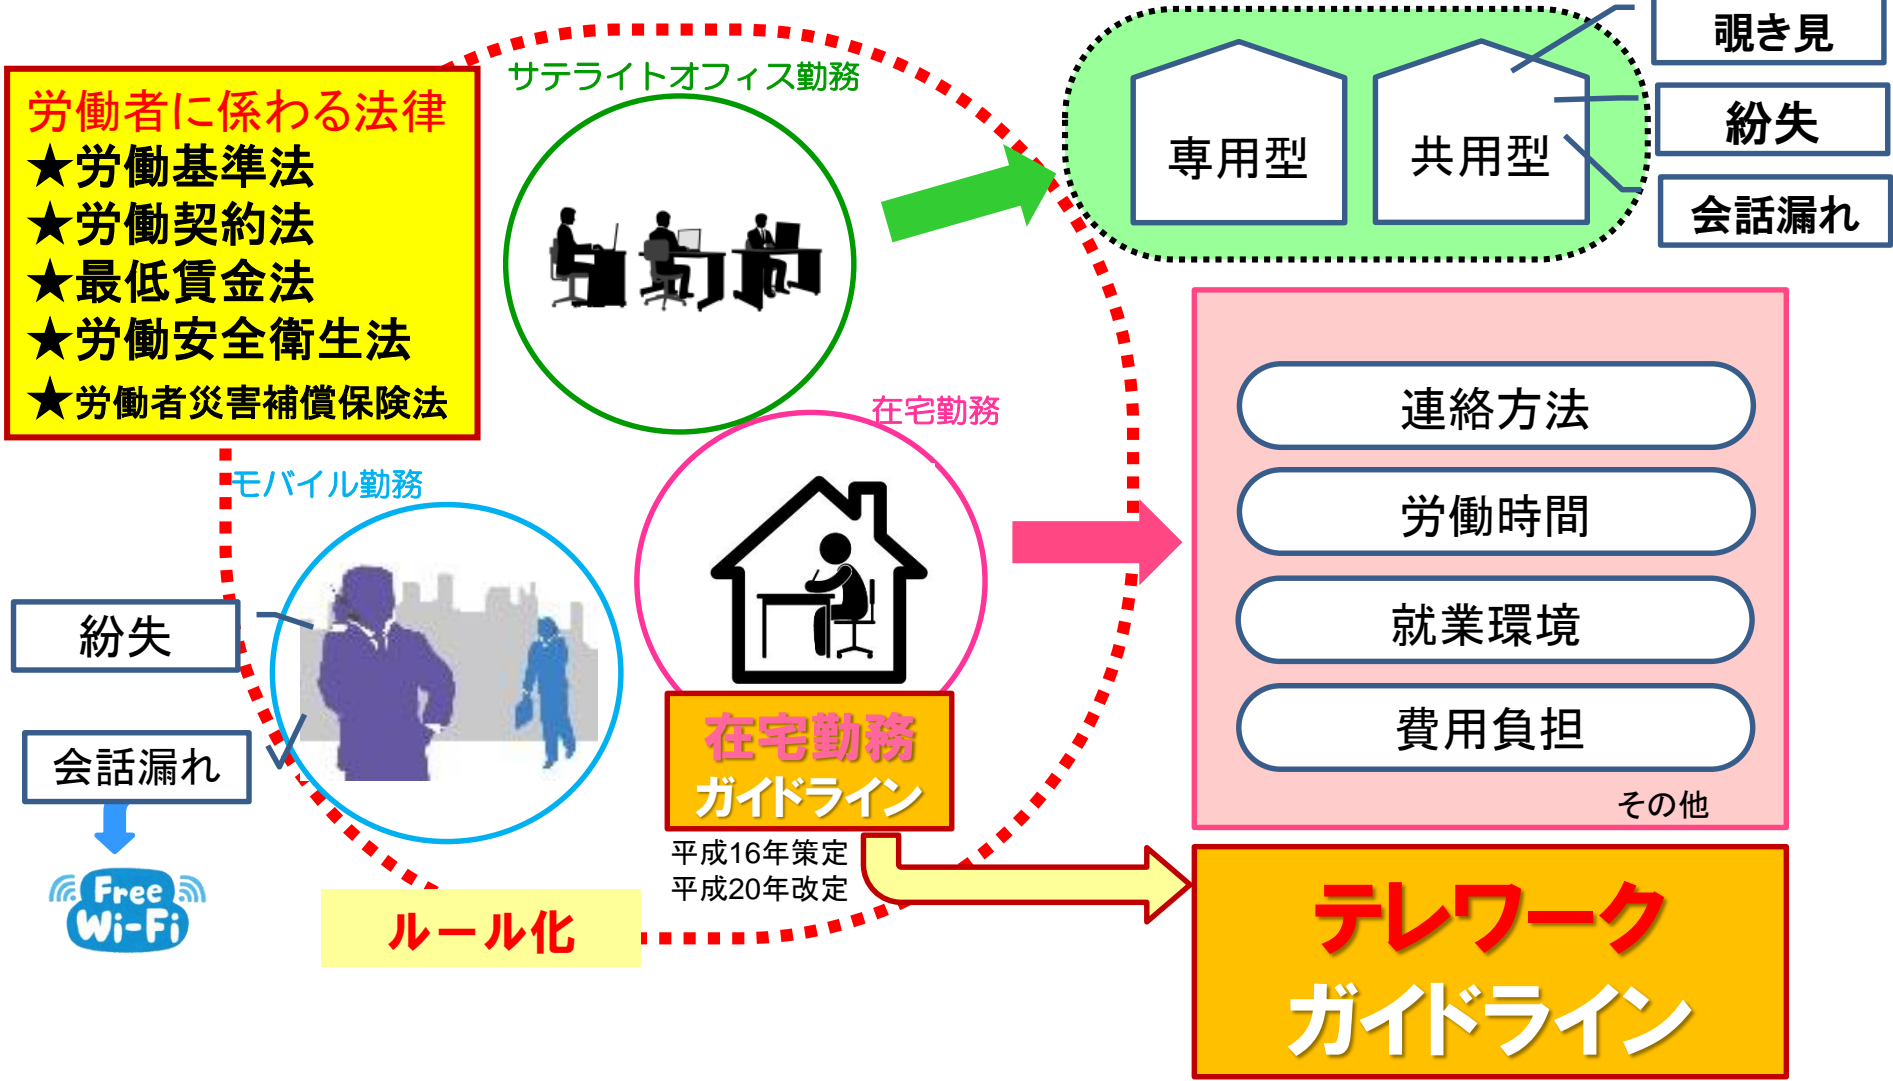 労働者に係わる法律
★労働基準法
★労働契約法
★最低賃金法
★労働安全衛生法
★労働者災害補償保険法
サテライトオフィス勤務
専用型
共用型
覗き見
紛失
会話漏れ
在宅勤務
モバイル勤務
紛失
会話漏れ
Free
Wi-Fi
連絡方法
労働時間
就業環境
費用負担
その他
在宅勤務
ガイドライン
平成16年策定
平成20年改定
ルール化
テレワーク
ガイドライン